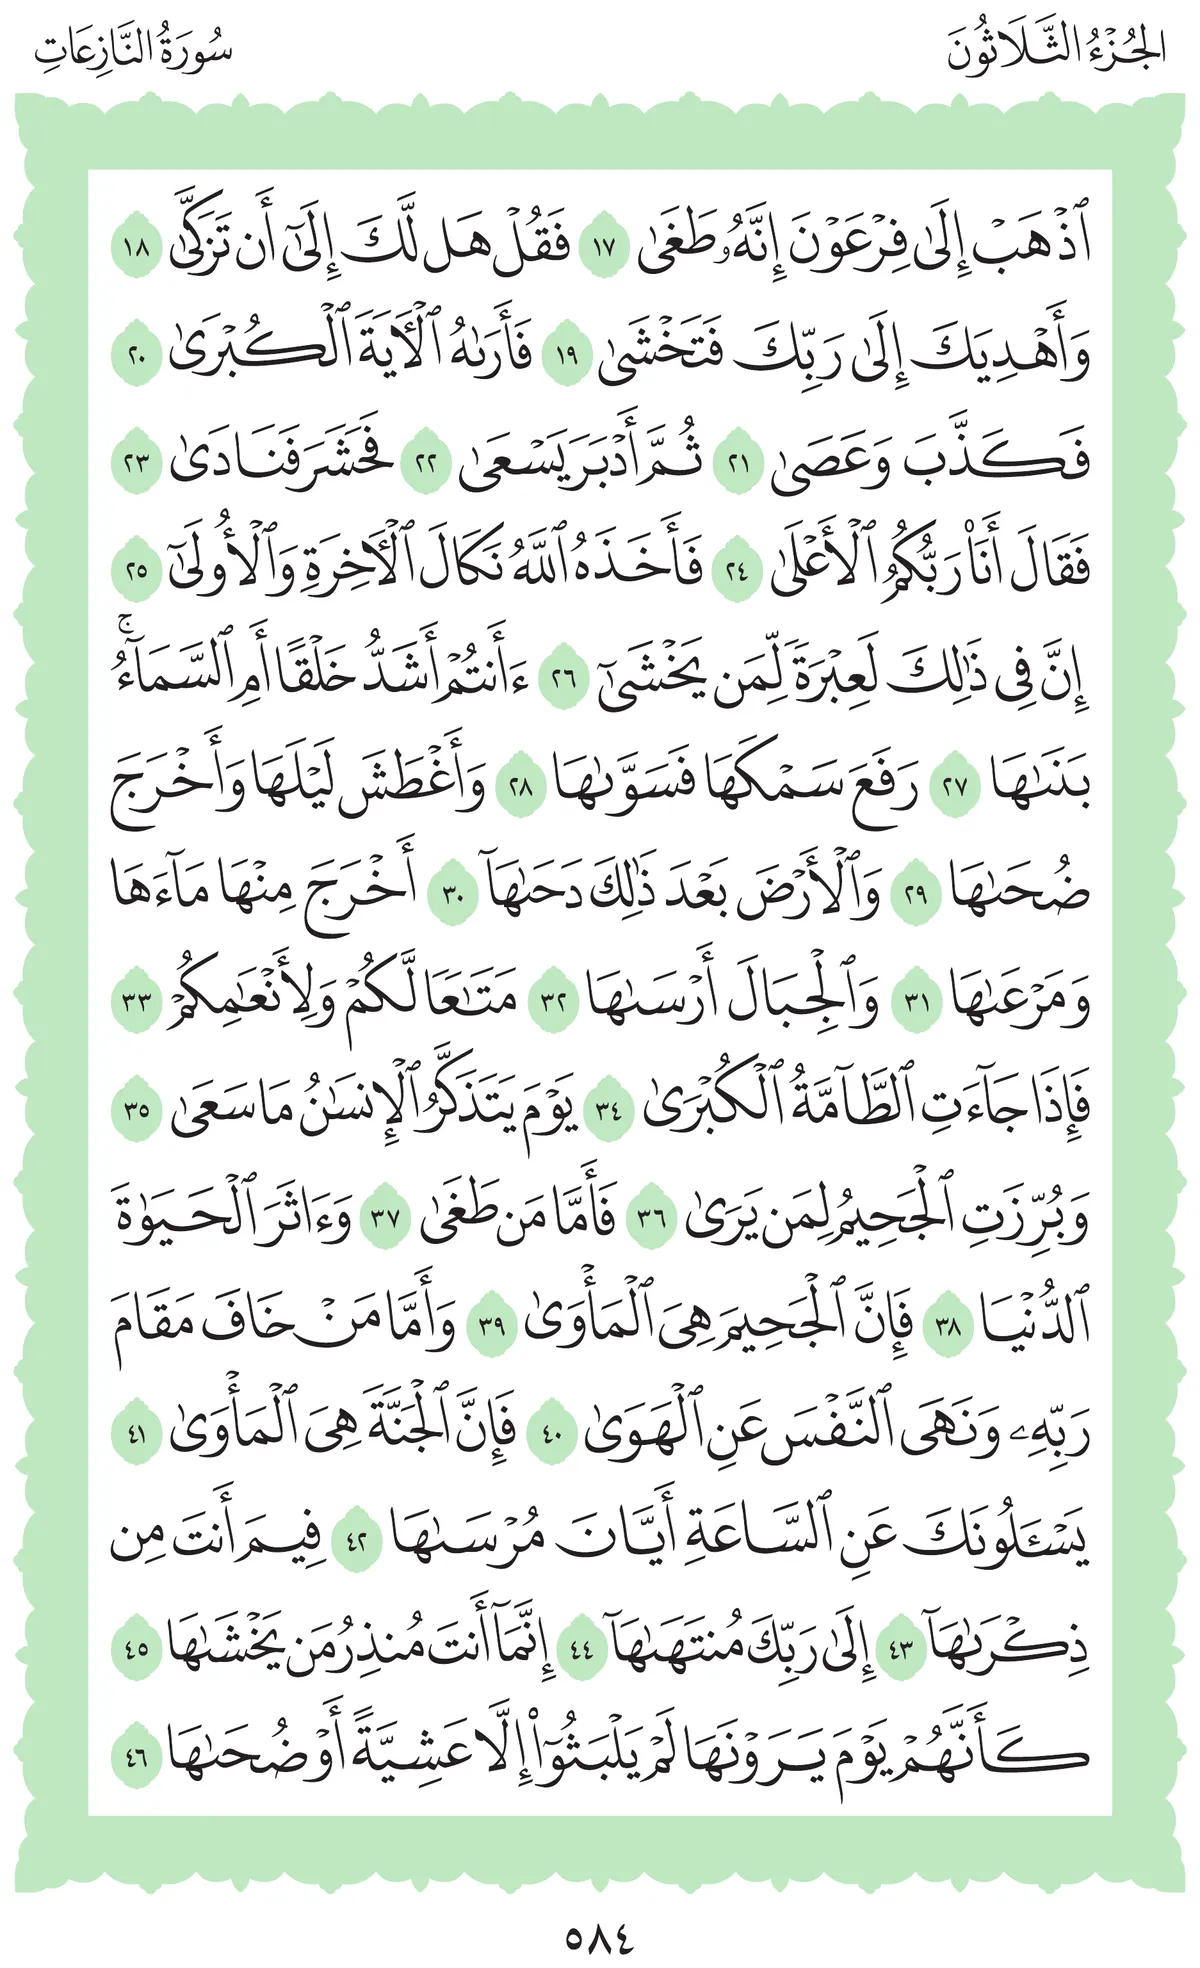 الجُزْءُ الثَّلَاثُونَ
سُورَةُ النَّازِعَاتِ
ٱذۡهَبۡ إِلَىٰ فِرۡعَوۡنَ إِنَّهُۥ طَغَىٰ ١٧ فَقُلۡ هَل لَّكَ إِلَىٰٓ أَن تَزَكَّىٰ ١٨
وَأَهۡدِيَكَ إِلَىٰ رَبِّكَ فَتَخۡشَىٰ ١٩ فَأَرَىٰهُ ٱلۡأٓيَةَ ٱلۡكُبۡرَىٰ ٢٠
فَكَذَّبَ وَعَصَىٰ ٢١ ثُمَّ أَدۡبَرَ يَسۡعَىٰ ٢٢ فَحَشَرَ فَنَادَىٰ ٢٣
فَقَالَ أَنَا۠ رَبُّكُمُ ٱلۡأَعۡلَىٰ ٢٤ فَأَخَذَهُ ٱللَّهُ نَكَالَ ٱلۡأٓخِرَةِ وَٱلۡأُولَىٰٓ ٢٥
إِنَّ فِي ذَٰلِكَ لَعِبۡرَةٗ لِّمَن يَخۡشَىٰٓ ٢٦ ءَأَنتُمۡ أَشَدُّ خَلۡقًا أَمِ ٱلسَّمَآءُۚ
بَنَىٰهَا ٢٧ رَفَعَ سَمۡكَهَا فَسَوَّىٰهَا ٢٨ وَأَغۡطَشَ لَيۡلَهَا وَأَخۡرَجَ
ضُحَىٰهَا ٢٩ وَٱلۡأَرۡضَ بَعۡدَ ذَٰلِكَ دَحَىٰهَآ ٣٠ أَخۡرَجَ مِنۡهَا مَآءَهَا
وَمَرۡعَىٰهَا ٣١ وَٱلۡجِبَالَ أَرۡسَىٰهَا ٣٢ مَتَٰعٗا لَّكُمۡ وَلِأَنۡعَٰمِكُمۡ ٣٣
فَإِذَا جَآءَتِ ٱلطَّآمَّةُ ٱلۡكُبۡرَىٰ ٣٤ يَوۡمَ يَتَذَكَّرُ ٱلۡإِنسَٰنُ مَا سَعَىٰ ٣٥
وَبُرِّزَتِ ٱلۡجَحِيمُ لِمَن يَرَىٰ ٣٦ فَأَمَّا مَن طَغَىٰ ٣٧ وَءَاثَرَ ٱلۡحَيَوٰةَ
ٱلدُّنۡيَا ٣٨ فَإِنَّ ٱلۡجَحِيمَ هِيَ ٱلۡمَأۡوَىٰ ٣٩ وَأَمَّا مَنۡ خَافَ مَقَامَ
رَبِّهِۦ وَنَهَى ٱلنَّفۡسَ عَنِ ٱلۡهَوَىٰ ٤٠ فَإِنَّ ٱلۡجَنَّةَ هِيَ ٱلۡمَأۡوَىٰ ٤١
يَسۡـَٔلُونَكَ عَنِ ٱلسَّاعَةِ أَيَّانَ مُرۡسَىٰهَا ٤٢ فِيمَ أَنتَ مِن
ذِكۡرَىٰهَآ ٤٣ إِلَىٰ رَبِّكَ مُنتَهَىٰهَآ ٤٤ إِنَّمَآ أَنتَ مُنذِرُ مَن يَخۡشَىٰهَا ٤٥
كَأَنَّهُمۡ يَوۡمَ يَرَوۡنَهَا لَمۡ يَلۡبَثُوٓاْ إِلَّا عَشِيَّةً أَوۡ ضُحَىٰهَا ٤٦
٥٨٤